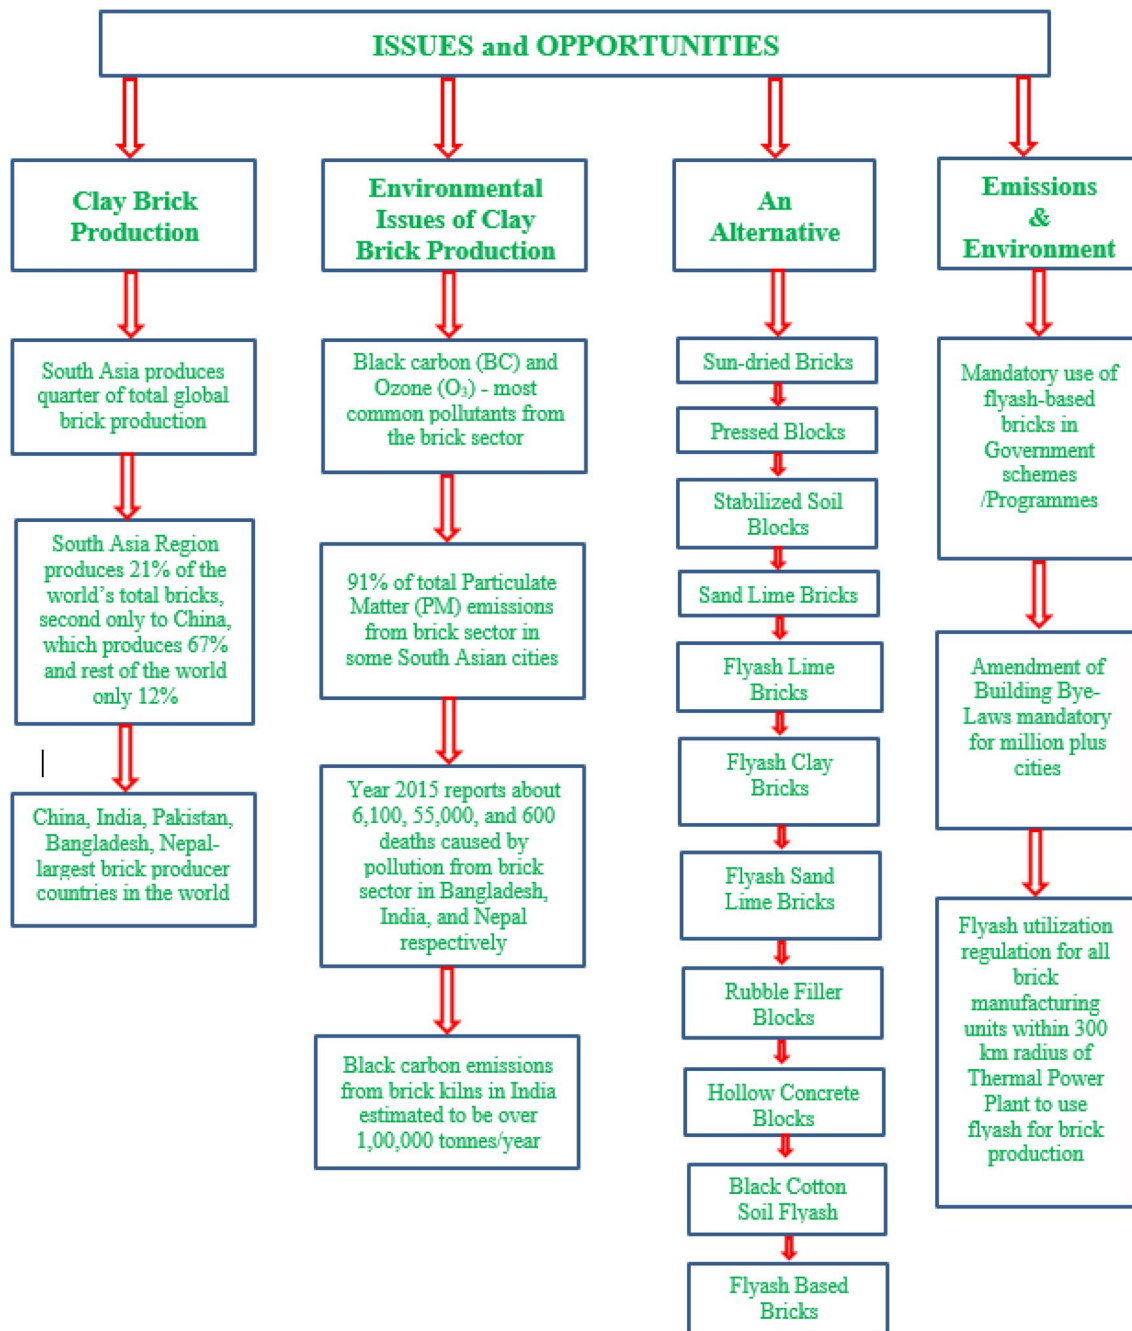 ISSUES and OPPORTUNITIES
Clay Brick
Production
South Asia produces
quarter of total global
brick production
South Asia Region
produces 21% of the
world's total bricks,
second only to China,
which produces 67%
and rest of the world
only 12%
China, India, Pakistan,
Bangladesh, Nepal-
largest brick producer
countries in the world
Environmental
Issues of Clay
Brick Production
Black carbon (BC) and
Ozone (O₃) - most
common pollutants from
the brick sector
91% of total Particulate
Matter (PM) emissions
from brick sector in
some South Asian cities
Year 2015 reports about
6,100, 55,000, and 600
deaths caused by
pollution from brick
sector in Bangladesh,
India, and Nepal
respectively
Black carbon emissions
from brick kilns in India
estimated to be over
1,00,000 tonnes/year
An
Alternative
Sun-dried Bricks
Pressed Blocks
Stabilized Soil
Blocks
Sand Lime Bricks
Flyash Lime
Bricks
Flyash Clay
Bricks
Flyash Sand
Lime Bricks
Rubble Filler
Blocks
Hollow Concrete
Blocks
Black Cotton
Soil Flyash
Flyash Based
Bricks
Emissions
&
Environment
Mandatory use of
flyash-based
bricks in
Government
schemes
/Programmes
Amendment of
Building Bye-
Laws mandatory
for million plus
cities
Flyash utilization
regulation for all
brick
manufacturing
units within 300
km radius of
Thermal Power
Plant to use
flyash for brick
production